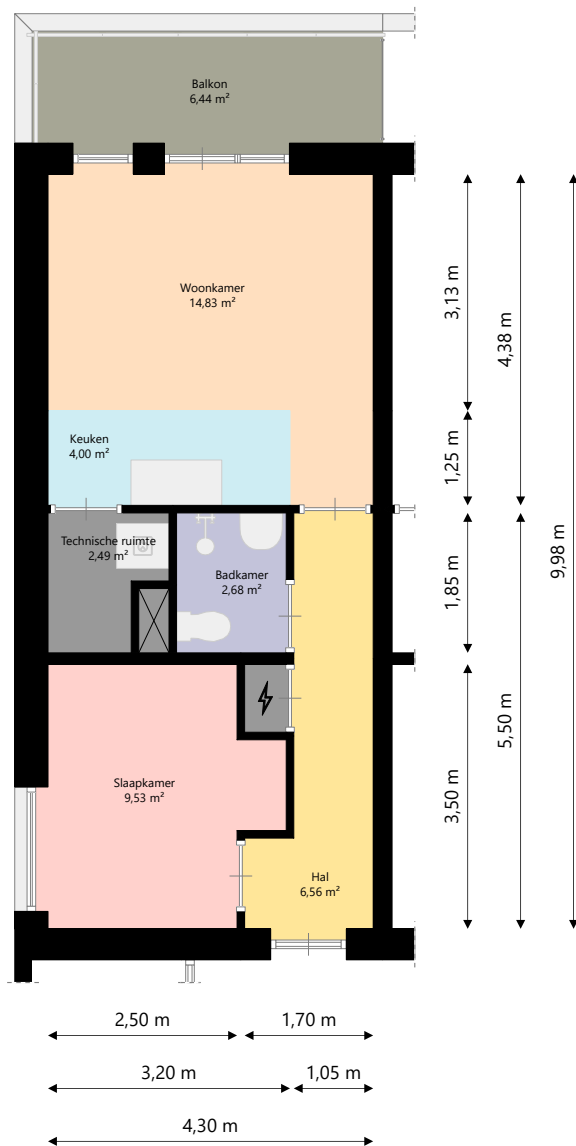 Balkon
6,44 m²
Woonkamer
14,83 m²
Keuken
4,00 m²
Technische ruimte
2,49 m²
Badkamer
2,68 m²
Slaapkamer
9,53 m²
Hal
6,56 m²
3,13 m
4,38 m
1,25 m
9,98 m
1,85 m
5,50 m
3,50 m
2,50 m
1,70 m
3,20 m
1,05 m
4,30 m